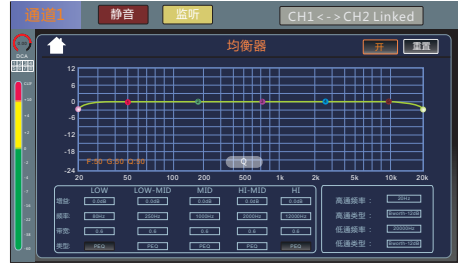 通道1 静音 监听 CH1<->CH2 Linked
均衡器 开 重置
DCA
12
6
0
-6
-12
-18
-24
F:50 G:00 Q:50
Q
20 50 100 200 500 1k 2k 5k 10k 20k
LOW LOW-MID MID HI-MID HI
增益: 0.0dB 0.0dB 0.0dB 0.0dB 0.0dB
频率: 80Hz 250Hz 1000Hz 2000Hz 12000Hz
带宽: 0.6 0.6 0.6 0.6 0.6
类型: PEQ PEQ PEQ PEQ PEQ
高通频率: 20Hz
高通类型:
低通频率: 20000Hz
低通类型: